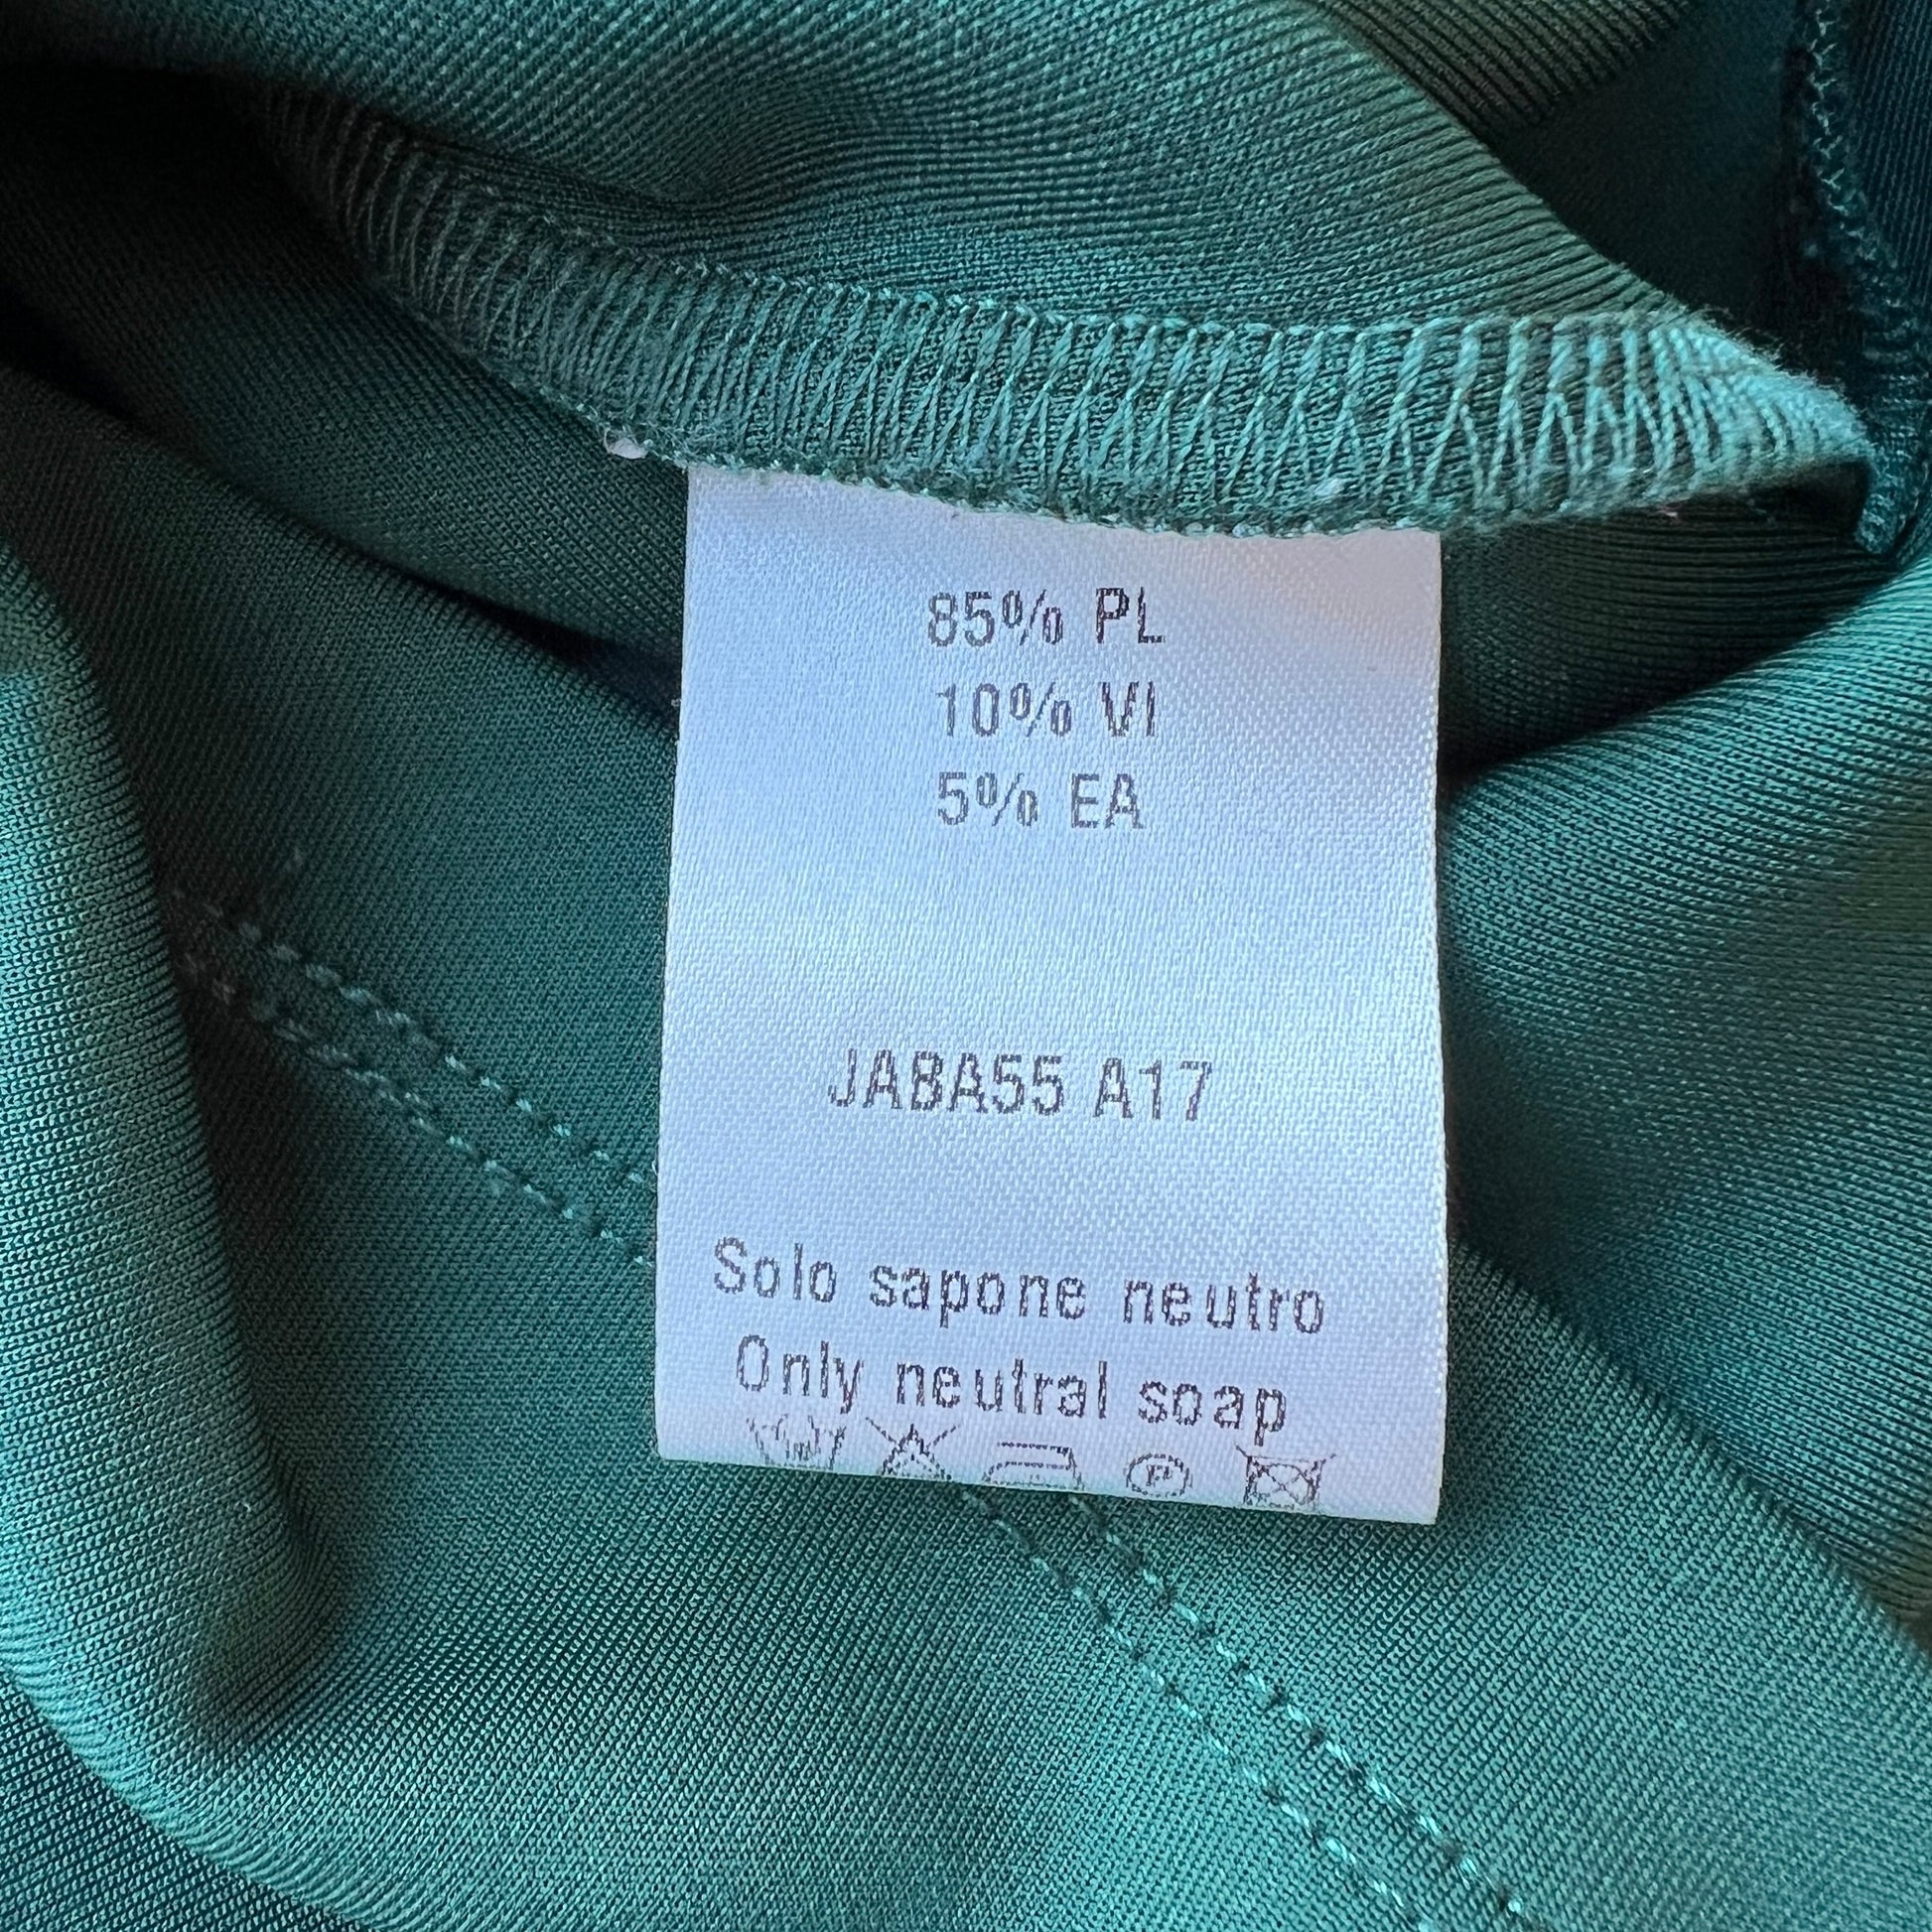 85% PL
10% VI
5% EA
JABA55 A17
Solo sapone neutro
Only neutral soap
P